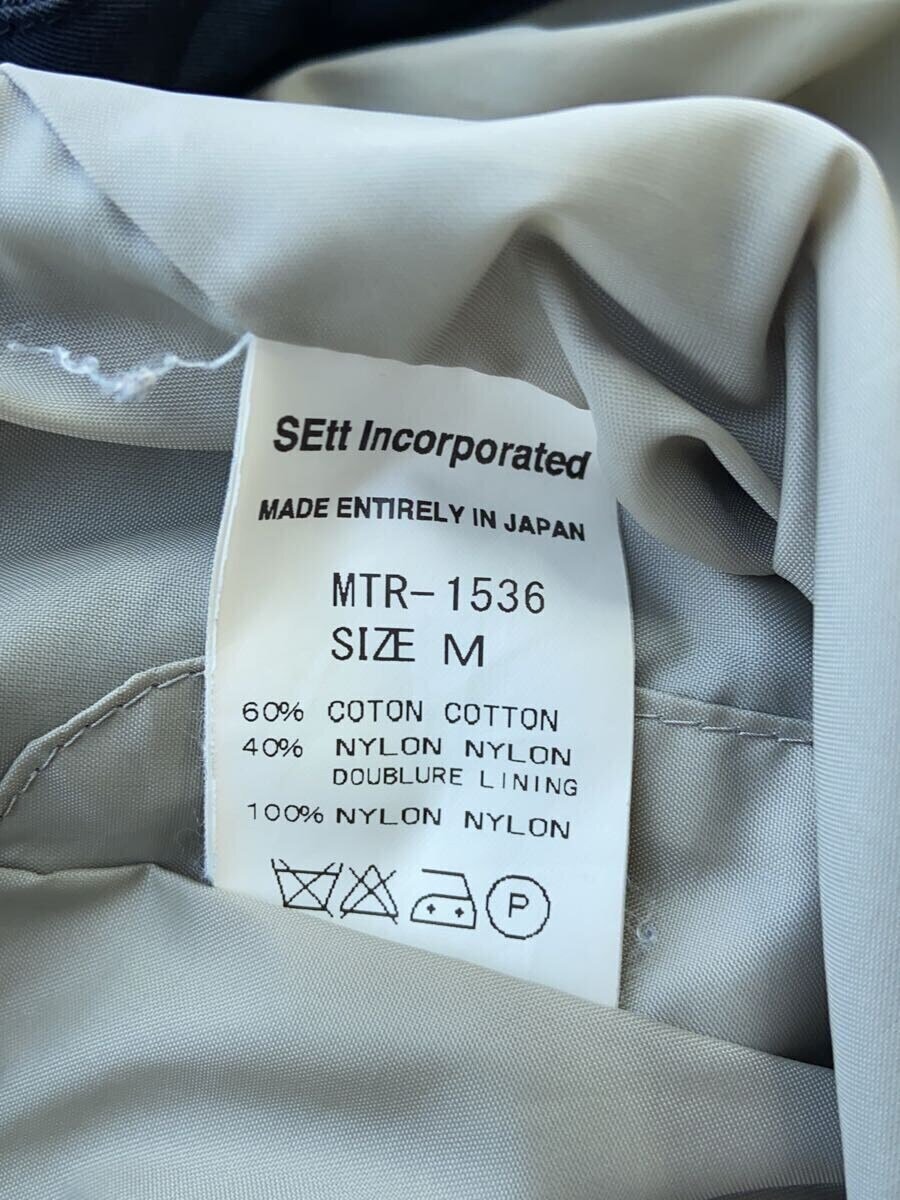 SEtt Incorporated
MADE ENTIRELY IN JAPAN
MTR-1536
SIZE M
60% COTON COTTON
40% NYLON NYLON
DOUBLURE LINING
100% NYLON NYLON
P